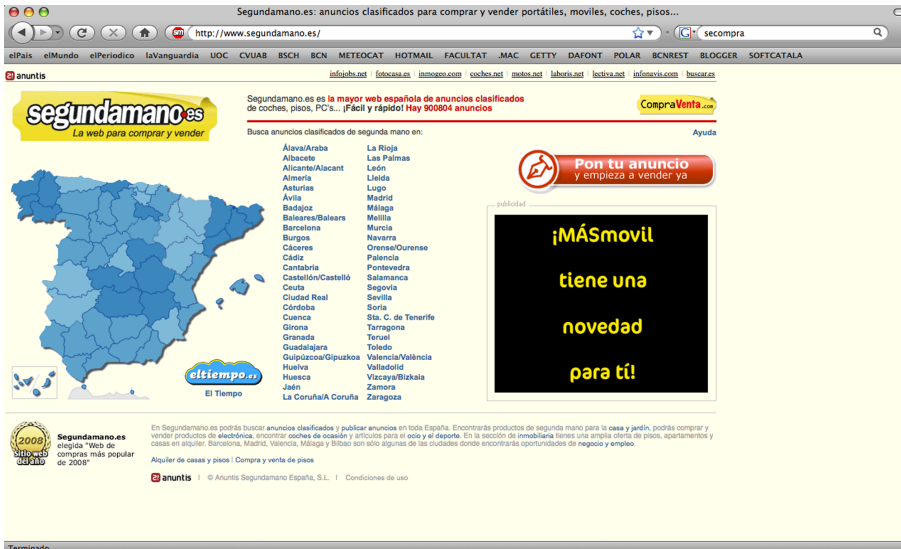 Segundamano.es: anuncios clasificados para comprar y vender portátiles, moviles, coches, pisos...
http://www.segundamano.es/
secompra
elPaís elMundo elPeriodico laVanguardia UOC CVUAB BSCH BCN METEOCAT HOTMAIL FACULTAT .MAC GETTY DAFONT POLAR BCNREST BLOGGER SOFTCATALA
anuntis
infojobs.net | fotocasa.es | inmogeo.com | coches.net | motos.net | laboris.net | lectiva.net | infonavis.com | buscar.es
segundamano.es
La web para comprar y vender
Segundamano.es es la mayor web española de anuncios clasificados
de coches, pisos, PC's... ¡Fácil y rápido! Hay 900804 anuncios
CompraVenta.com
Busca anuncios clasificados de segunda mano en:
Ayuda
Álava/Araba La Rioja
Albacete Las Palmas
Alicante/Alacant León
Almería Lleida
Asturias Lugo
Ávila Madrid
Badajoz Málaga
Baleares/Balears Melilla
Barcelona Murcia
Burgos Navarra
Cáceres Orense/Ourense
Cádiz Palencia
Cantabria Pontevedra
Castellón/Castelló Salamanca
Ceuta Segovia
Ciudad Real Sevilla
Córdoba Soria
Cuenca Sta. C. de Tenerife
Girona Tarragona
Granada Teruel
Guadalajara Toledo
Guipúzcoa/Gipuzkoa Valencia/València
Huelva Valladolid
Huesca Vizcaya/Bizkaia
Jaén Zamora
La Coruña/A Coruña Zaragoza
Pon tu anuncio
y empieza a vender ya
publicidad
¡MÁSmovil
tiene una
novedad
para tí!
eltiempo.es
El Tiempo
2008
Sitio web
del año
Segundamano.es
elegida "Web de
compras más popular
de 2008"
En Segundamano.es podrás buscar anuncios clasificados y publicar anuncios en toda España. Encontrarás productos de segunda mano para la casa y jardín, podrás comprar y
vender productos de electrónica, encontrar coches de ocasión y artículos para el ocio y el deporte. En la sección de inmobiliaria tienes una amplia oferta de pisos, apartamentos y
casas en alquiler. Barcelona, Madrid, Valencia, Málaga y Bilbao son sólo algunas de las ciudades donde encontrarás oportunidades de negocio y empleo.
Alquiler de casas y pisos | Compra y venta de pisos
anuntis | © Anuntis Segundamano España, S.L. | Condiciones de uso
Terminado